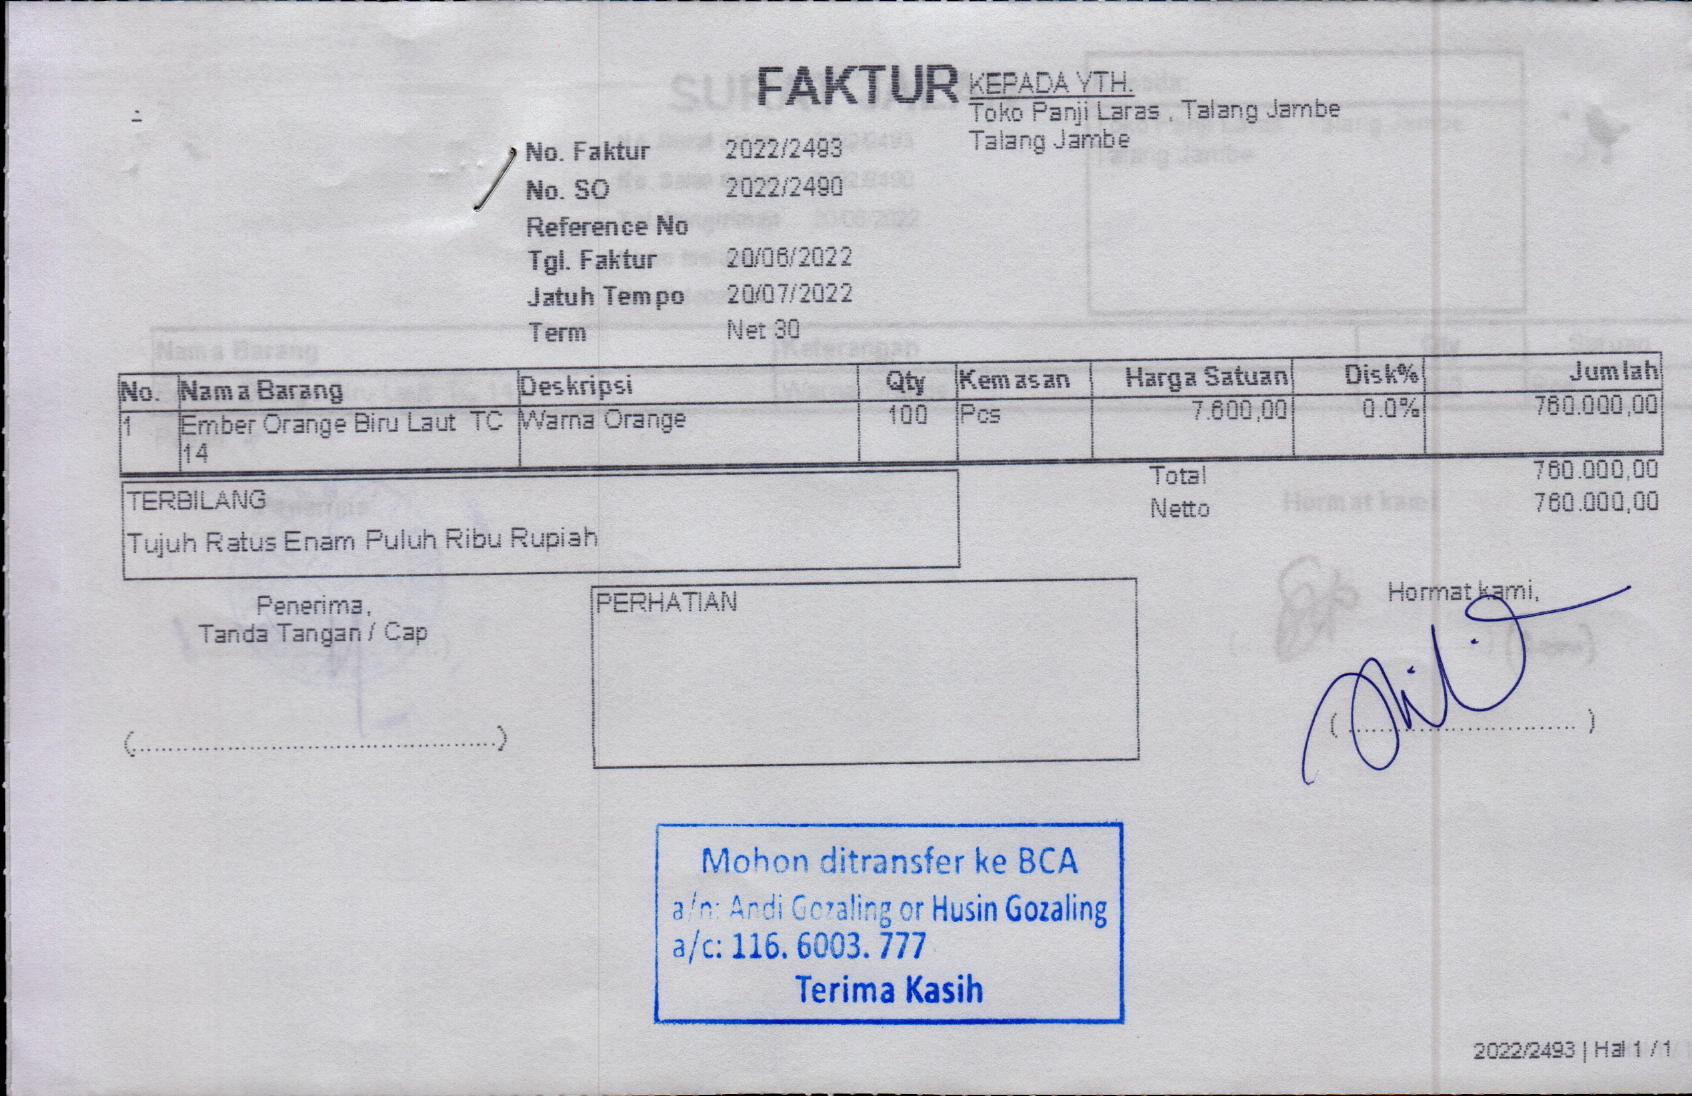 FAKTUR
KEPADA YTH.
Toko Panji Laras , Talang Jambe
Talang Jambe
No. Faktur 2022/2493
No. SO 2022/2490
Reference No
Tgl. Faktur 20/06/2022
Jatuh Tempo 20/07/2022
Term Net 30
No. Nama Barang Deskripsi Qty Kemasan Harga Satuan Disk% Jumlah
1 Ember Orange Biru Laut TC Warna Orange 100 Pcs 7.600,00 0.0% 760.000,00
14
Total 760.000,00
Netto 760.000,00
TERBILANG
Tujuh Ratus Enam Puluh Ribu Rupiah
Penerima,
Tanda Tangan / Cap
PERHATIAN
Hormat kami,
Mohon ditransfer ke BCA
a/n: Andi Gozaling or Husin Gozaling
a/c: 116. 6003. 777
Terima Kasih
2022/2493 | Hal 1 / 1